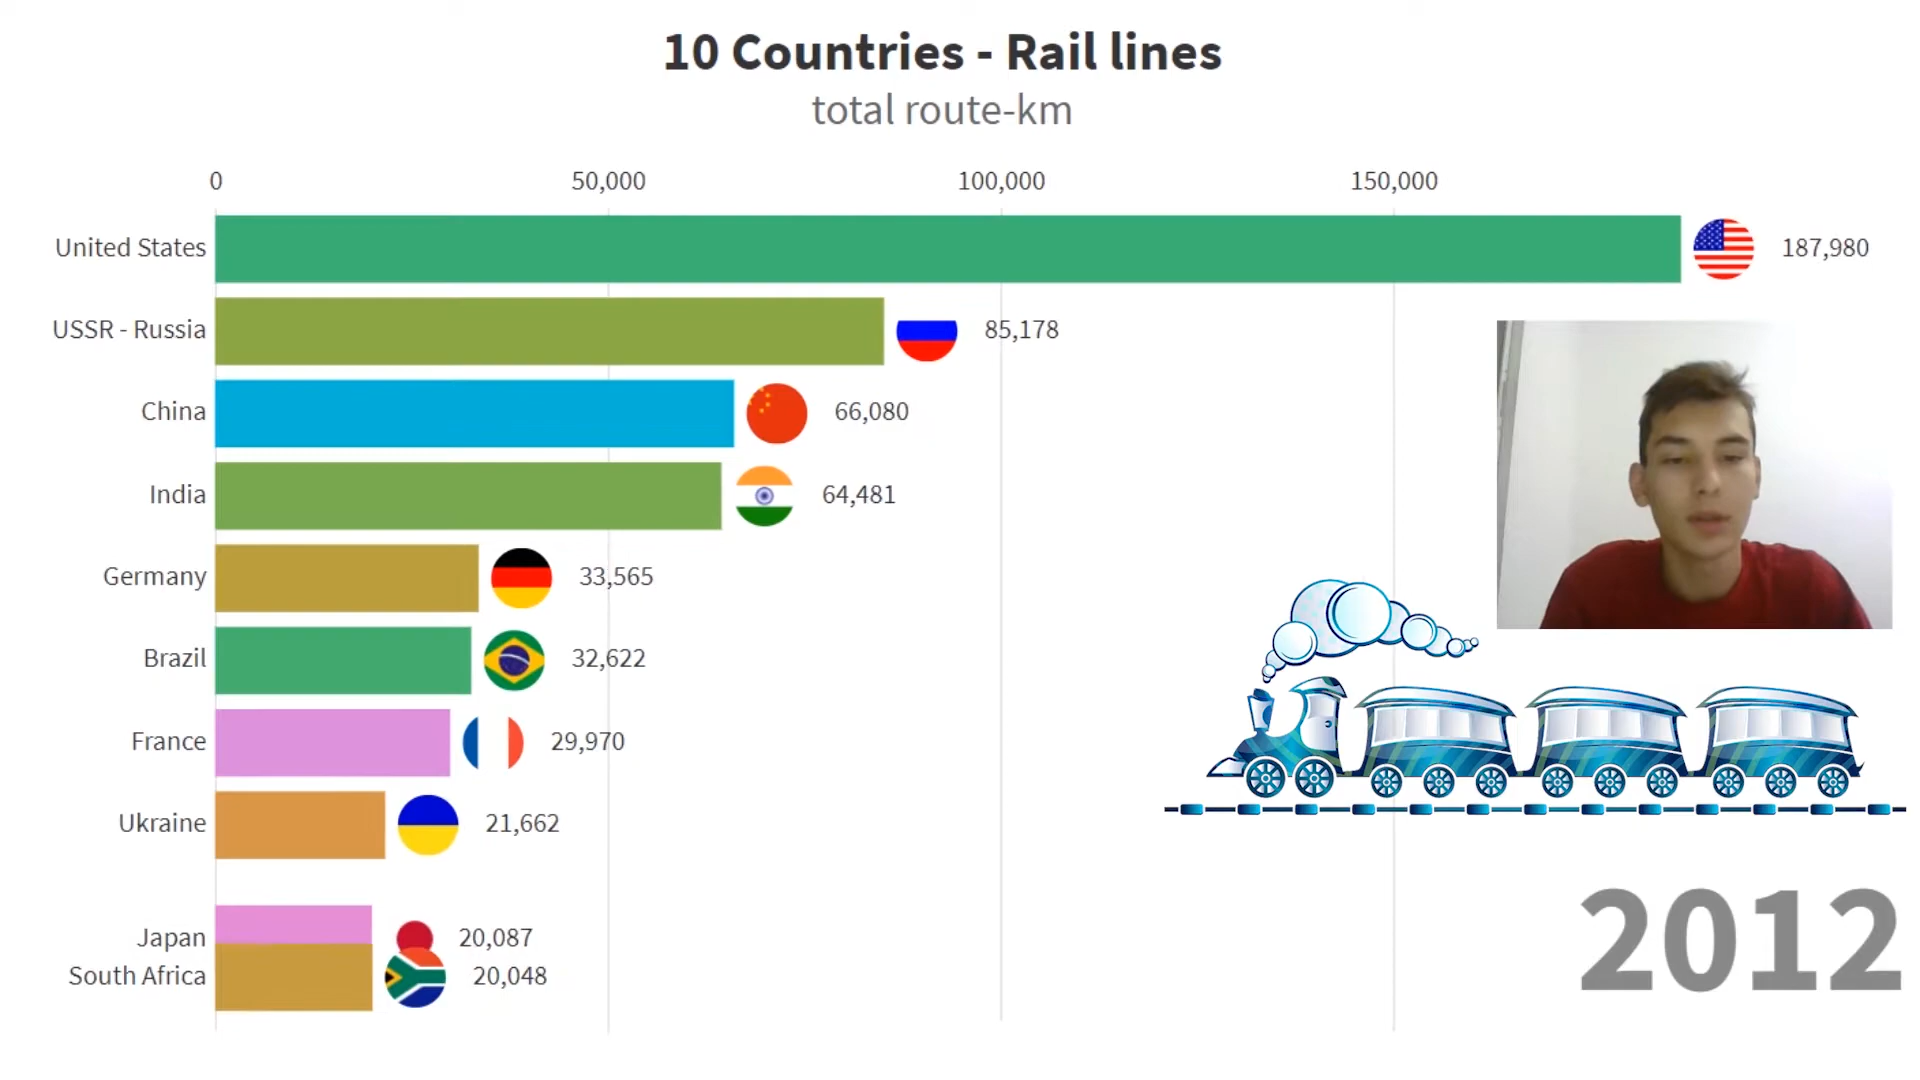 10 Countries - Rail lines
total route-km
0 50,000 100,000 150,000
United States 187,980
USSR - Russia 85,178
China 66,080
India 64,481
Germany 33,565
Brazil 32,622
France 29,970
Ukraine 21,662
Japan 20,087
South Africa 20,048
2012